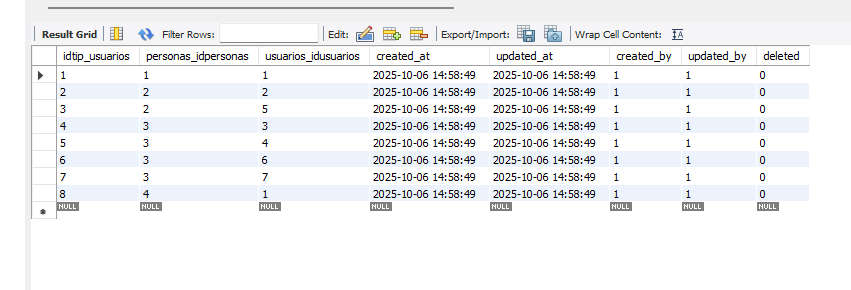 Result Grid Filter Rows: Edit: Export/Import: Wrap Cell Content: IA
idtip_usuarios personas_idpersonas usuarios_idusuarios created_at updated_at created_by updated_by deleted
1 1 1 2025-10-06 14:58:49 2025-10-06 14:58:49 1 1 0
2 2 2 2025-10-06 14:58:49 2025-10-06 14:58:49 1 1 0
3 2 5 2025-10-06 14:58:49 2025-10-06 14:58:49 1 1 0
4 3 3 2025-10-06 14:58:49 2025-10-06 14:58:49 1 1 0
5 3 4 2025-10-06 14:58:49 2025-10-06 14:58:49 1 1 0
6 3 6 2025-10-06 14:58:49 2025-10-06 14:58:49 1 1 0
7 3 7 2025-10-06 14:58:49 2025-10-06 14:58:49 1 1 0
8 4 1 2025-10-06 14:58:49 2025-10-06 14:58:49 1 1 0
NULL NULL NULL NULL NULL NULL NULL NULL